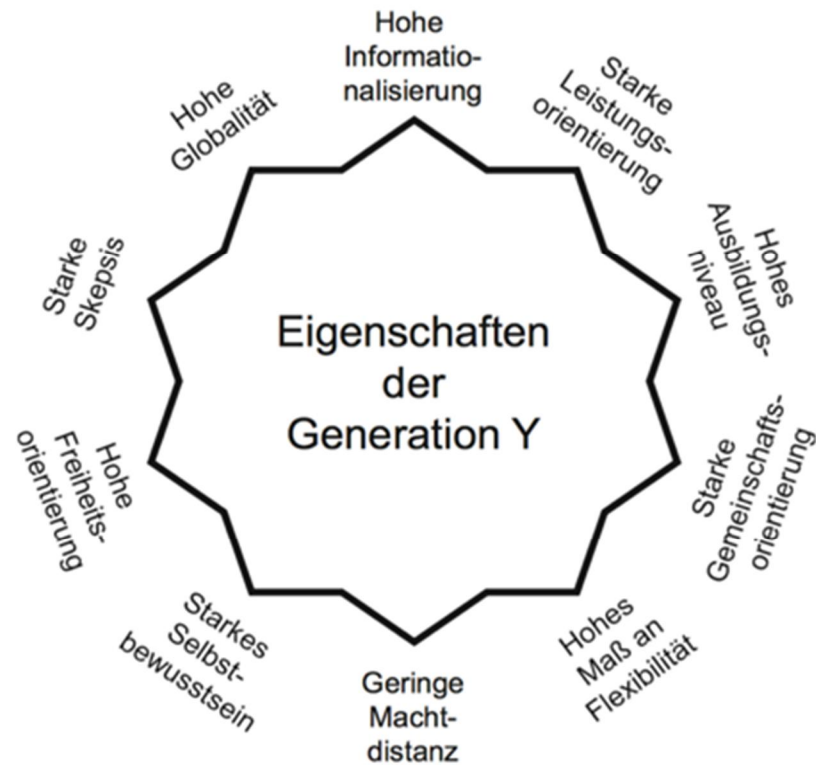 Hohe
Informatio-
nalisierung
Starke
Leistungs-
orientierung
Hohes
Ausbildungs-
niveau
Starke
Gemeinschafts-
orientierung
Hohes
Maß an
Flexibilität
Geringe
Macht-
distanz
Starkes
Selbst-
bewusstsein
Hohe
Freiheits-
orientierung
Starke
Skepsis
Hohe
Globalität
Eigenschaften
der
Generation Y